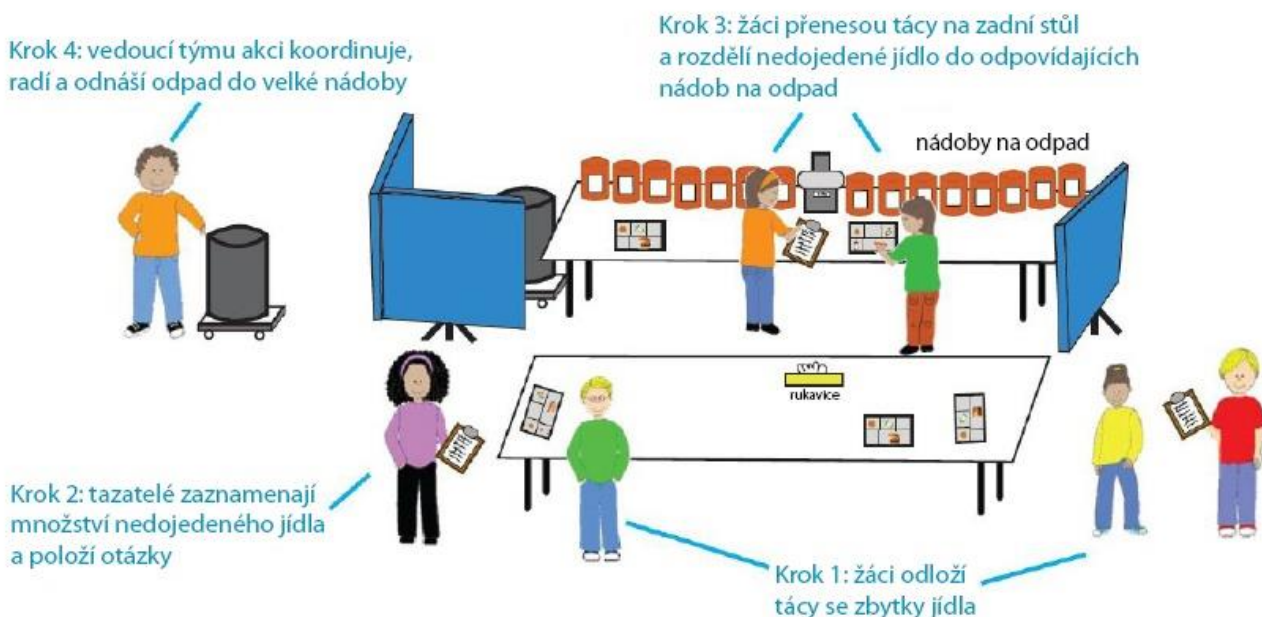 Krok 4: vedoucí týmu akci koordinuje,
radí a odnáší odpad do velké nádoby
Krok 3: žáci přenesou tácy na zadní stůl
a rozdělí nedojedené jídlo do odpovídajících
nádob na odpad
nádoby na odpad
rukavice
Krok 2: tazatelé zaznamenají
množství nedojedeného jídla
a položí otázky
Krok 1: žáci odloží
tácy se zbytky jídla